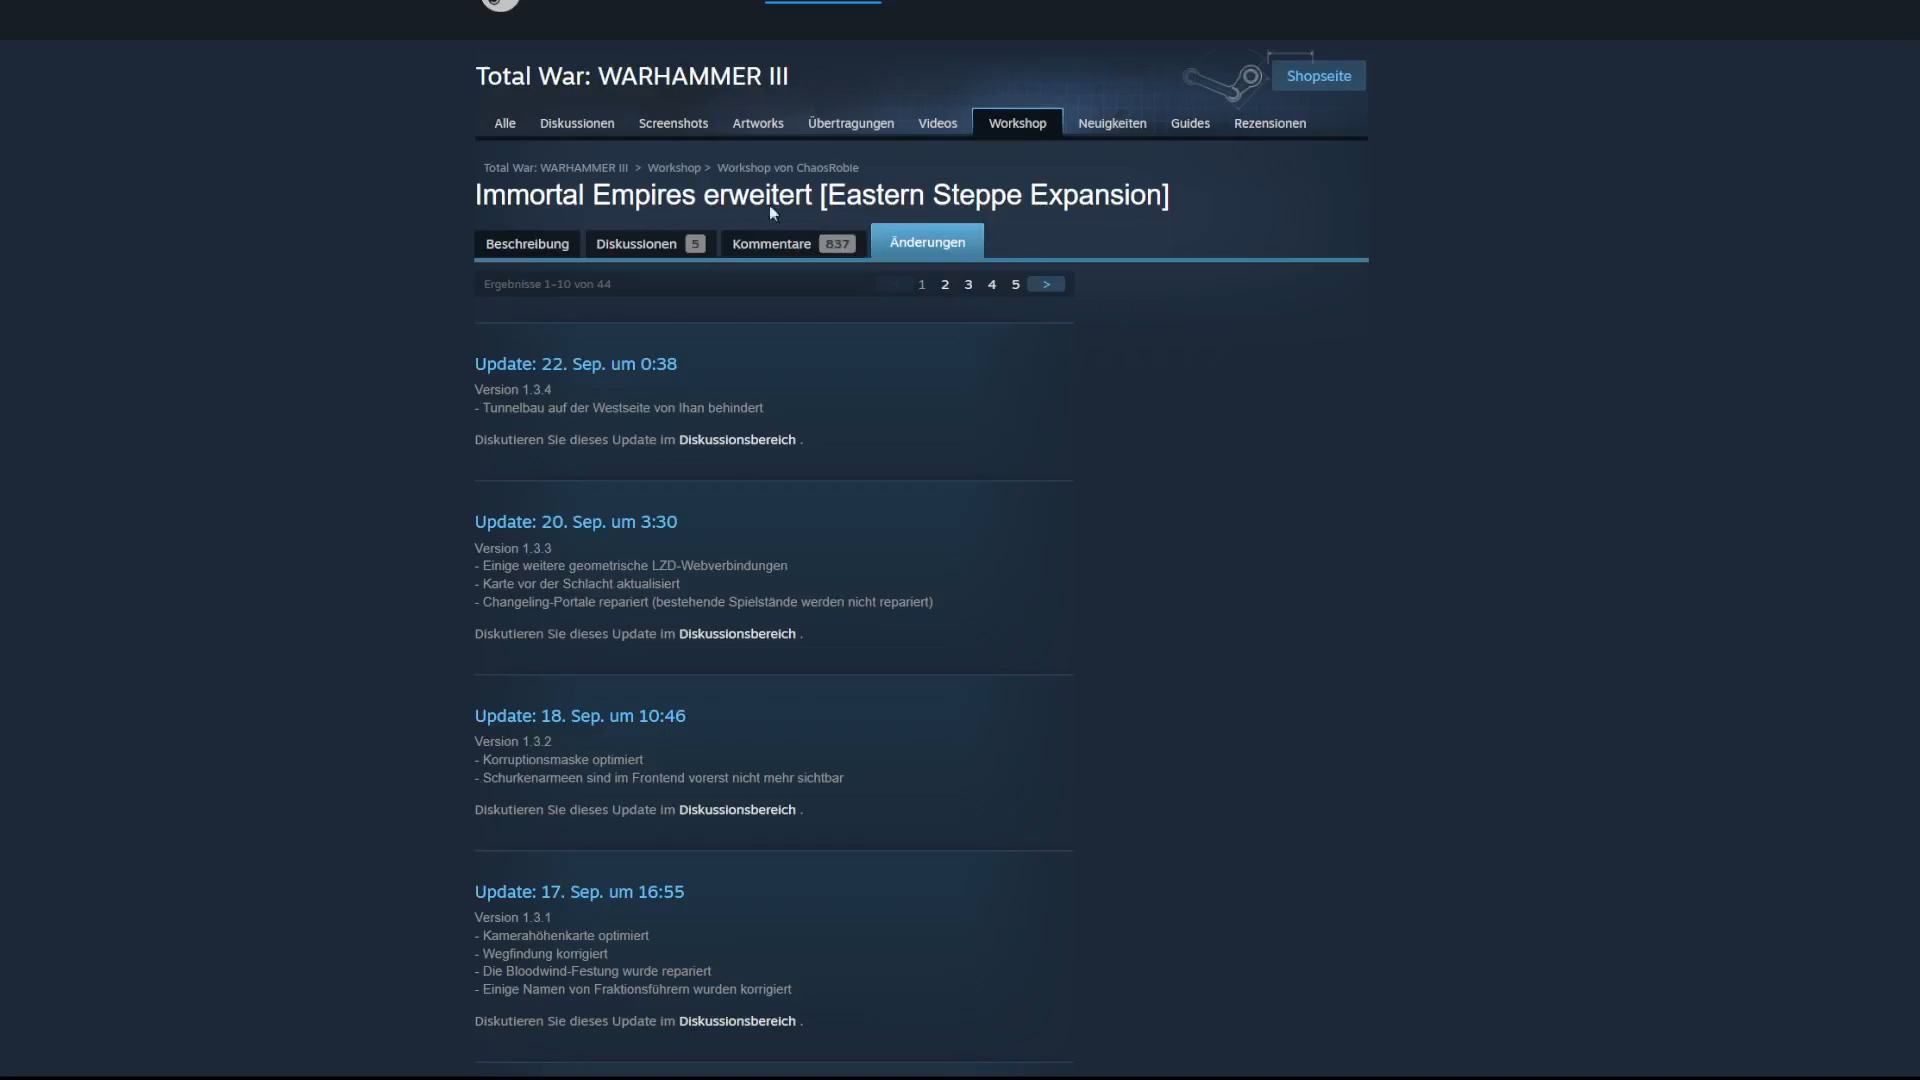 Total War: WARHAMMER III
Shopseite
Alle Diskussionen Screenshots Artworks Übertragungen Videos Workshop Neuigkeiten Guides Rezensionen
Total War: WARHAMMER III > Workshop > Workshop von ChaosRobie
Immortal Empires erweitert [Eastern Steppe Expansion]
Beschreibung Diskussionen 5 Kommentare 837 Änderungen
Ergebnisse 1–10 von 44 1 2 3 4 5 >
Update: 22. Sep. um 0:38
Version 1.3.4
- Tunnelbau auf der Westseite von Ihan behindert
Diskutieren Sie dieses Update im Diskussionsbereich .
Update: 20. Sep. um 3:30
Version 1.3.3
- Einige weitere geometrische LZD-Webverbindungen
- Karte vor der Schlacht aktualisiert
- Changeling-Portale repariert (bestehende Spielstände werden nicht repariert)
Diskutieren Sie dieses Update im Diskussionsbereich .
Update: 18. Sep. um 10:46
Version 1.3.2
- Korruptionsmaske optimiert
- Schurkenarmeen sind im Frontend vorerst nicht mehr sichtbar
Diskutieren Sie dieses Update im Diskussionsbereich .
Update: 17. Sep. um 16:55
Version 1.3.1
- Kamerahöhenkarte optimiert
- Wegfindung korrigiert
- Die Bloodwind-Festung wurde repariert
- Einige Namen von Fraktionsführern wurden korrigiert
Diskutieren Sie dieses Update im Diskussionsbereich .